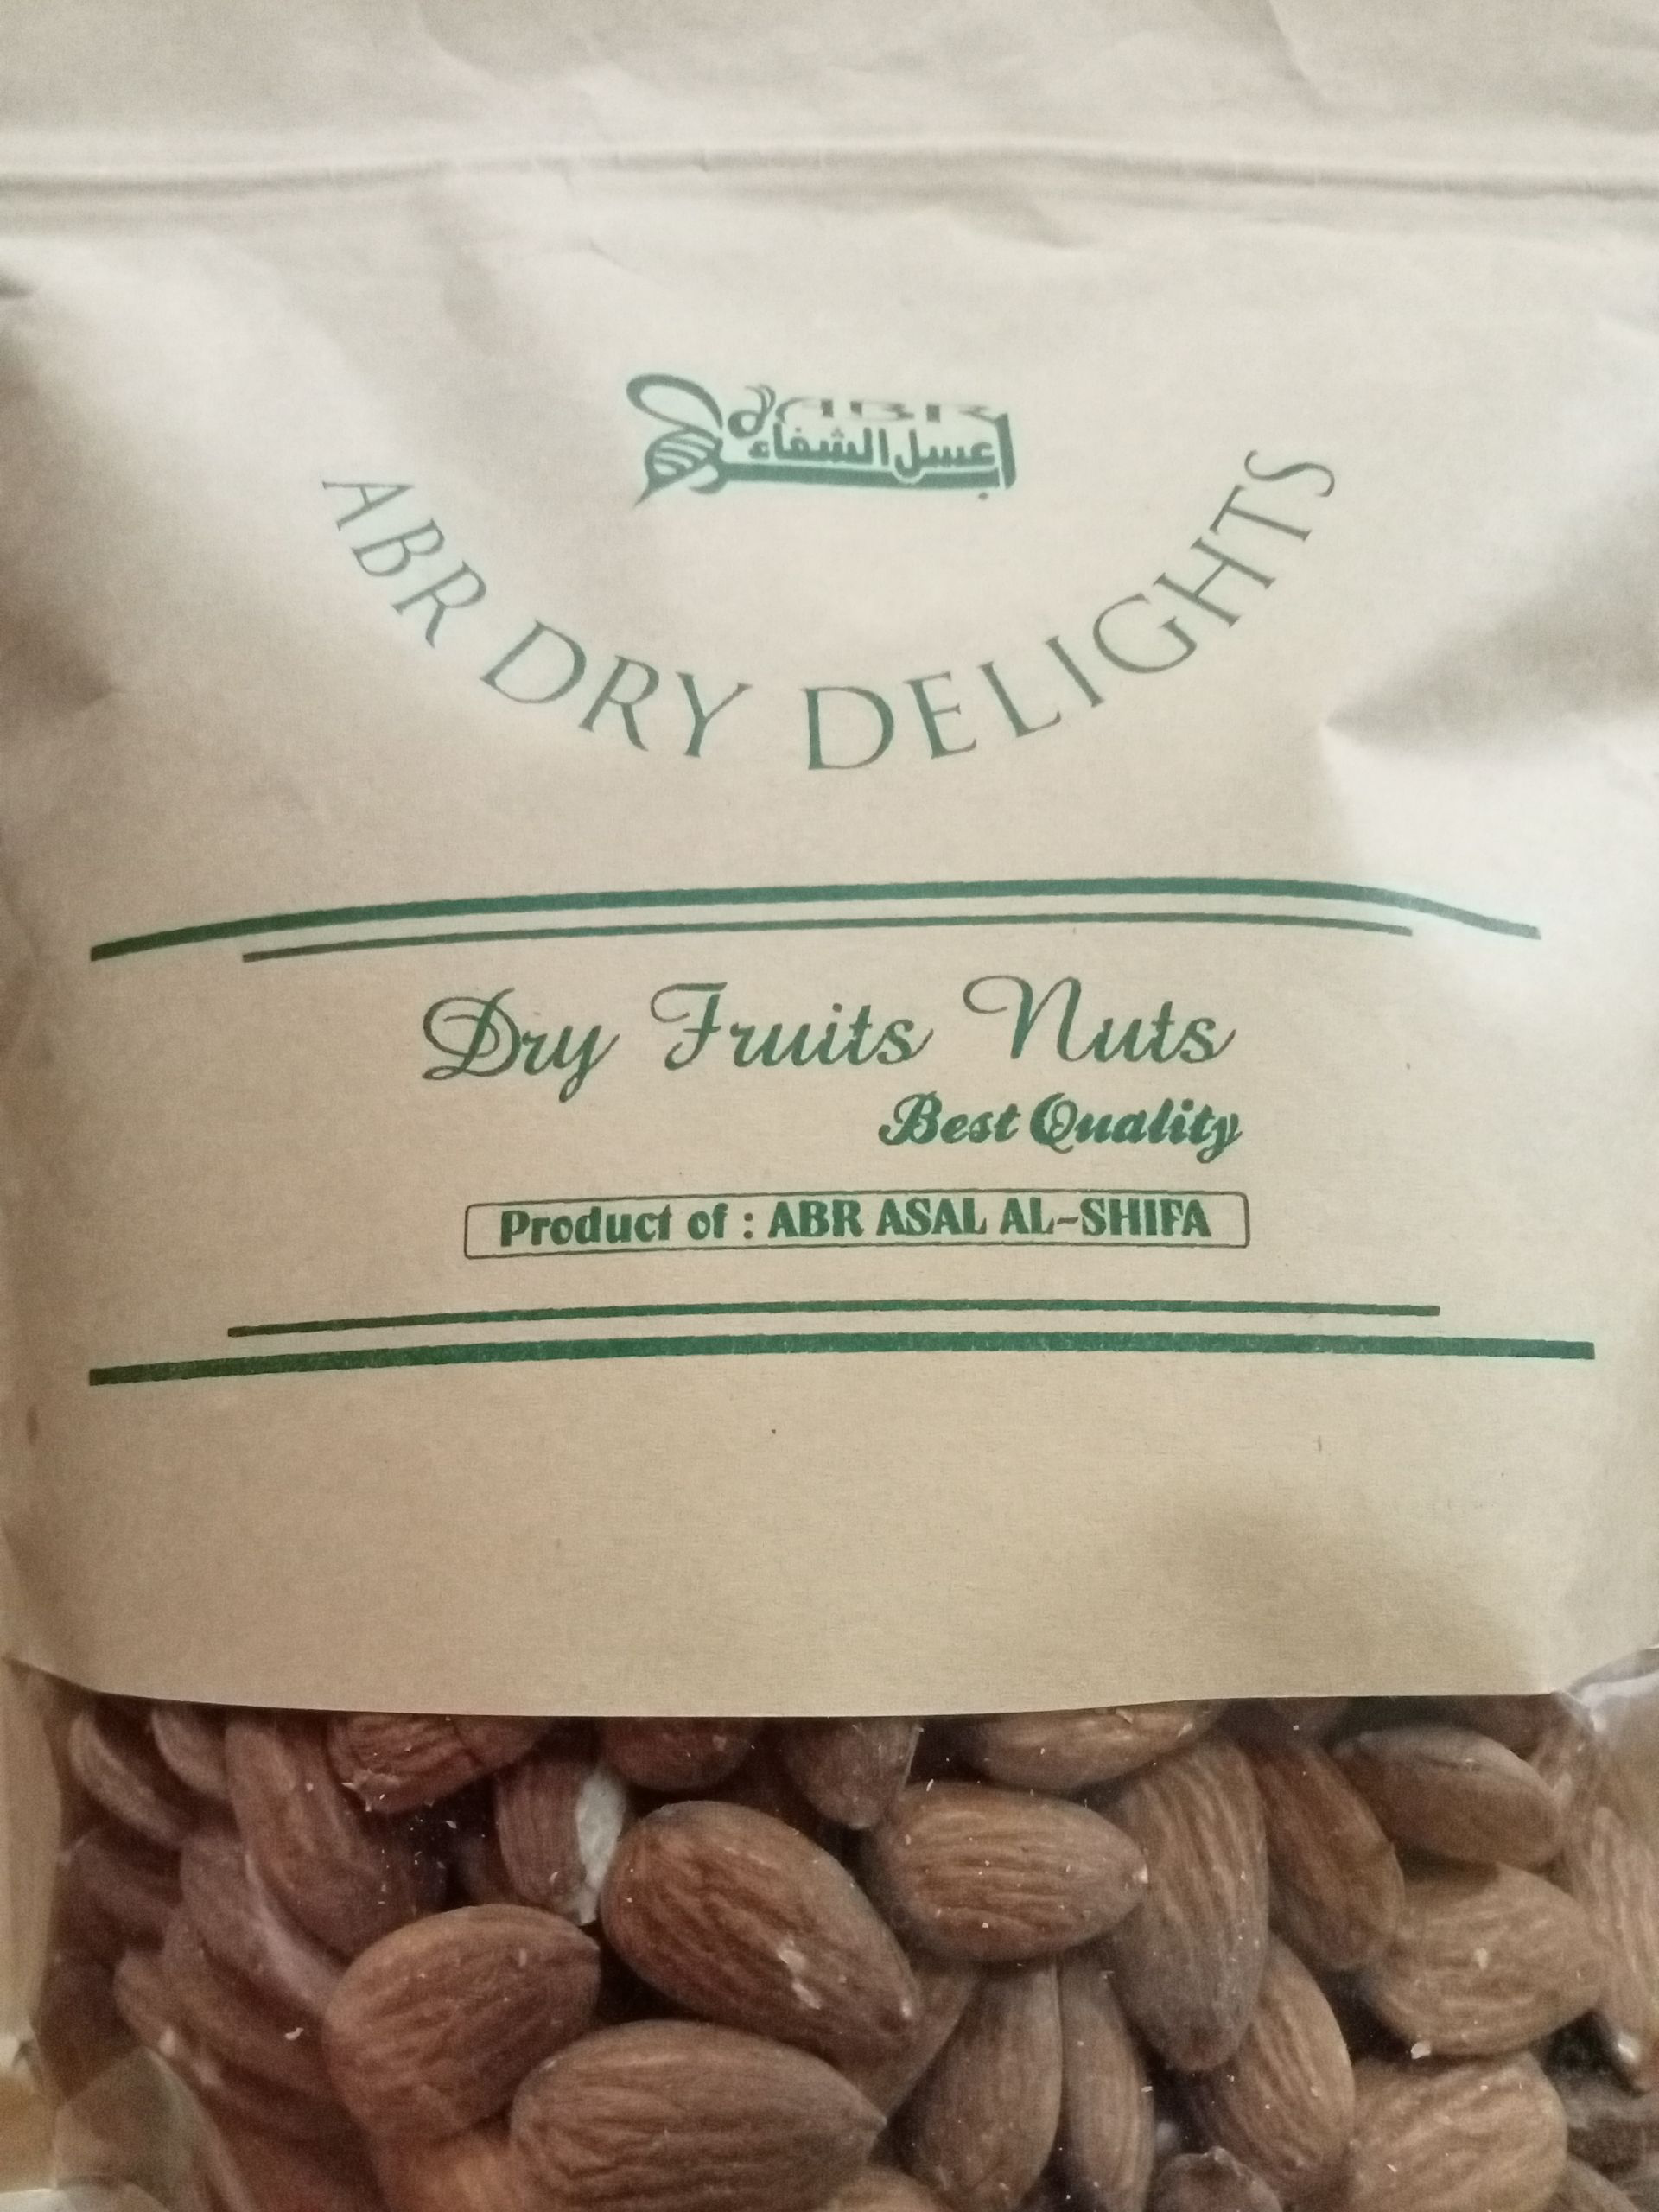 ABR
عسل الشفاء
ABR DRY DELIGHTS
Dry Fruits Nuts
Best Quality
Product of : ABR ASAL AL-SHIFA